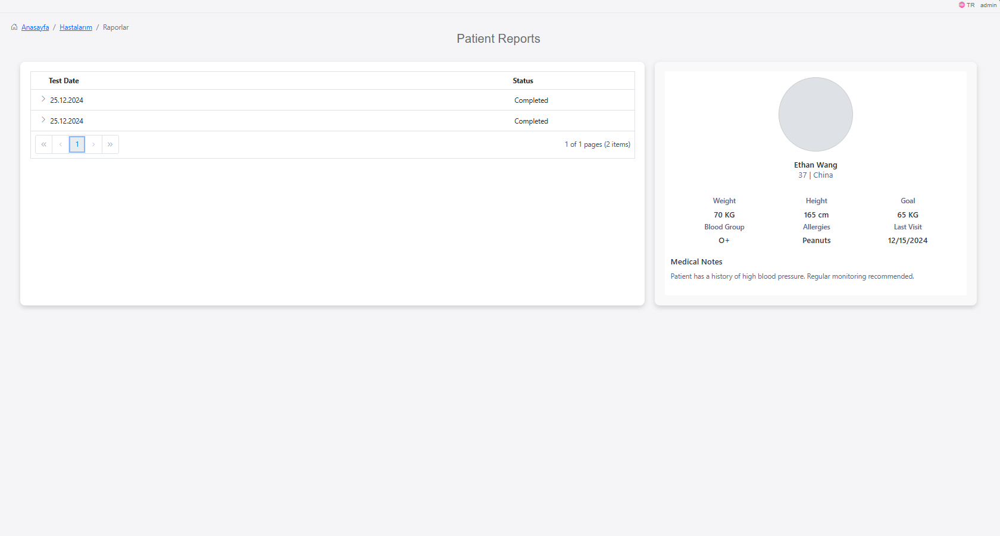 TR admin
Anasayfa / Hastalarım / Raporlar
Patient Reports
Test Date Status
25.12.2024 Completed
25.12.2024 Completed
« ‹ 1 › » 1 of 1 pages (2 items)
Ethan Wang
37 | China
Weight Height Goal
70 KG 165 cm 65 KG
Blood Group Allergies Last Visit
O+ Peanuts 12/15/2024
Medical Notes
Patient has a history of high blood pressure. Regular monitoring recommended.